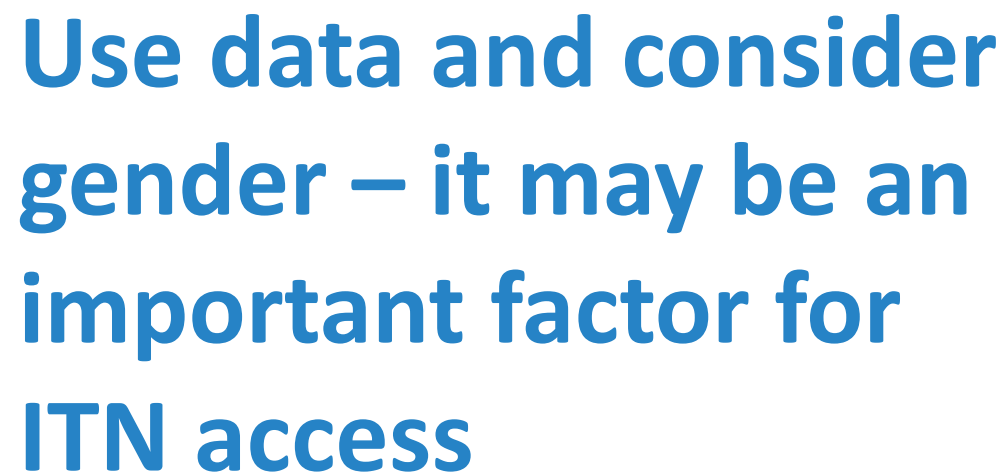 Use data and consider
gender – it may be an
important factor for
ITN access